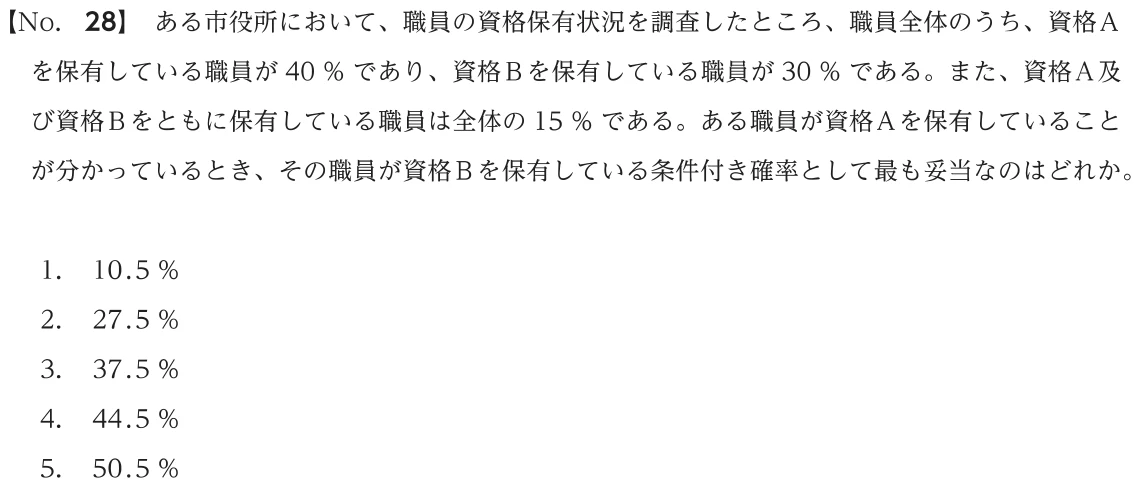 【No. 28】 ある市役所において、職員の資格保有状況を調査したところ、職員全体のうち、資格A
を保有している職員が 40 % であり、資格Bを保有している職員が 30 % である。また、資格A及
び資格Bをともに保有している職員は全体の 15 % である。ある職員が資格Aを保有していること
が分かっているとき、その職員が資格Bを保有している条件付き確率として最も妥当なのはどれか。
1. 10.5 %
2. 27.5 %
3. 37.5 %
4. 44.5 %
5. 50.5 %